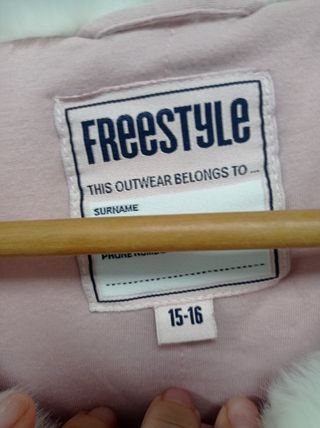 FReeSTYLe
THIS OUTWEAR BELONGS TO ...
SURNAME
15-16